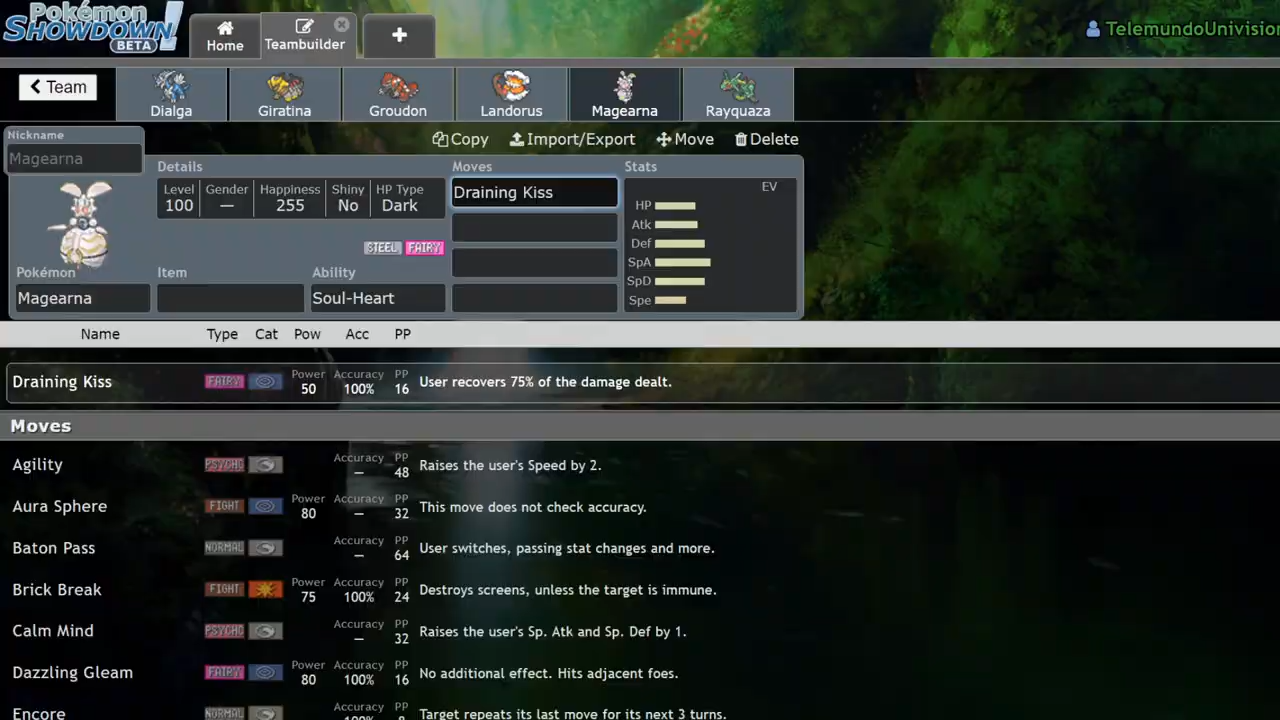 Pokémon
SHOWDOWN!
BETA
Home
Teambuilder
TelemundoUnivision
Team
Dialga
Giratina
Groudon
Landorus
Magearna
Rayquaza
Copy
Import/Export
Move
Delete
Nickname
Magearna
Details
Moves
Stats
Level
100
Gender
—
Happiness
255
Shiny
No
HP Type
Dark
Draining Kiss
EV
HP
Atk
Def
SpA
SpD
Spe
STEEL FAIRY
Pokémon
Magearna
Item
Ability
Soul-Heart
Name Type Cat Pow Acc PP
Draining Kiss FAIRY Power 50 Accuracy 100% PP 16 User recovers 75% of the damage dealt.
Moves
Agility PSYCHC Accuracy — PP 48 Raises the user's Speed by 2.
Aura Sphere FIGHT Power 80 Accuracy — PP 32 This move does not check accuracy.
Baton Pass NORMAL Accuracy — PP 64 User switches, passing stat changes and more.
Brick Break FIGHT Power 75 Accuracy 100% PP 24 Destroys screens, unless the target is immune.
Calm Mind PSYCHC Accuracy — PP 32 Raises the user's Sp. Atk and Sp. Def by 1.
Dazzling Gleam FAIRY Power 80 Accuracy 100% PP 16 No additional effect. Hits adjacent foes.
Encore NORMAL Accuracy 100% PP 8 Target repeats its last move for its next 3 turns.